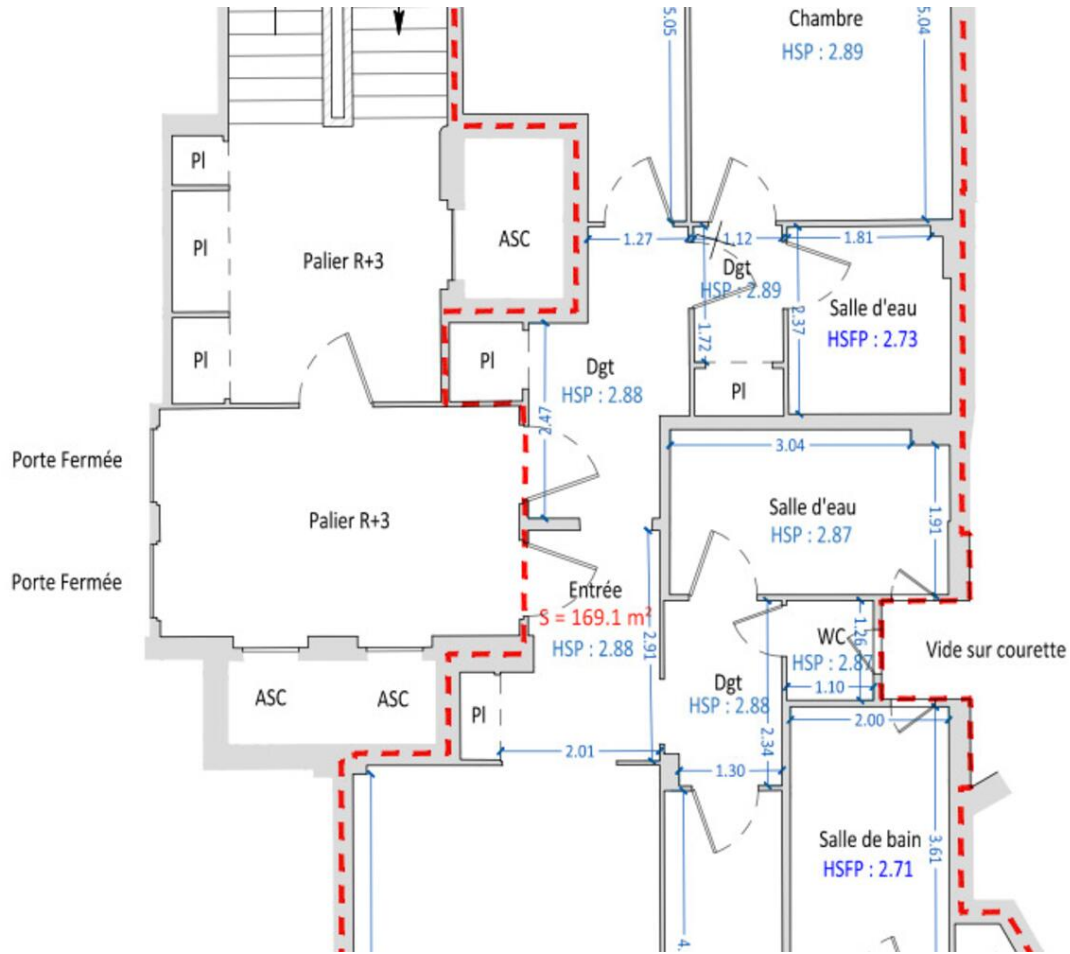 5.05
Chambre
HSP : 2.89
5.04
Pl
Pl
Palier R+3
ASC
1.27
1.12
1.81
Dgt
HSP : 2.89
Salle d'eau
HSFP : 2.73
2.37
1.72
Pl
Pl
Dgt
HSP : 2.88
Pl
2.47
3.04
Porte Fermée
Palier R+3
Salle d'eau
HSP : 2.87
1.91
Porte Fermée
Entrée
S = 169.1 m²
HSP : 2.88
2.91
WC
HSP : 2.87
1.26
1.10
Vide sur courette
ASC
ASC
Pl
Dgt
HSP : 2.88
2.00
2.34
2.01
1.30
Salle de bain
HSFP : 2.71
3.61
4.